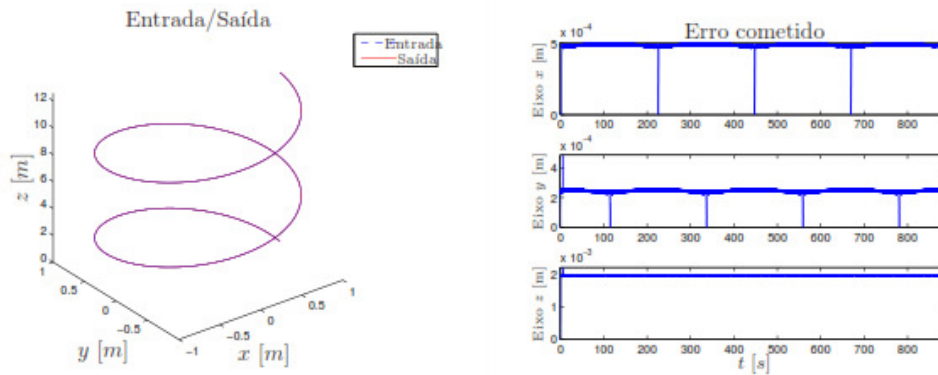 Entrada/Saída
Entrada
Saída
12
10
8
6
4
2
0
z [m]
1
0.5
0
-0.5
-1
y [m]
-1
-0.5
0
0.5
1
x [m]
Erro cometido
x 10⁻⁴
5
0
Eixo x [m]
0 100 200 300 400 500 600 700 800
x 10⁻⁴
4
2
0
Eixo y [m]
0 100 200 300 400 500 600 700 800
x 10⁻³
2
1
0
Eixo z [m]
0 100 200 300 400 500 600 700 800
t [s]